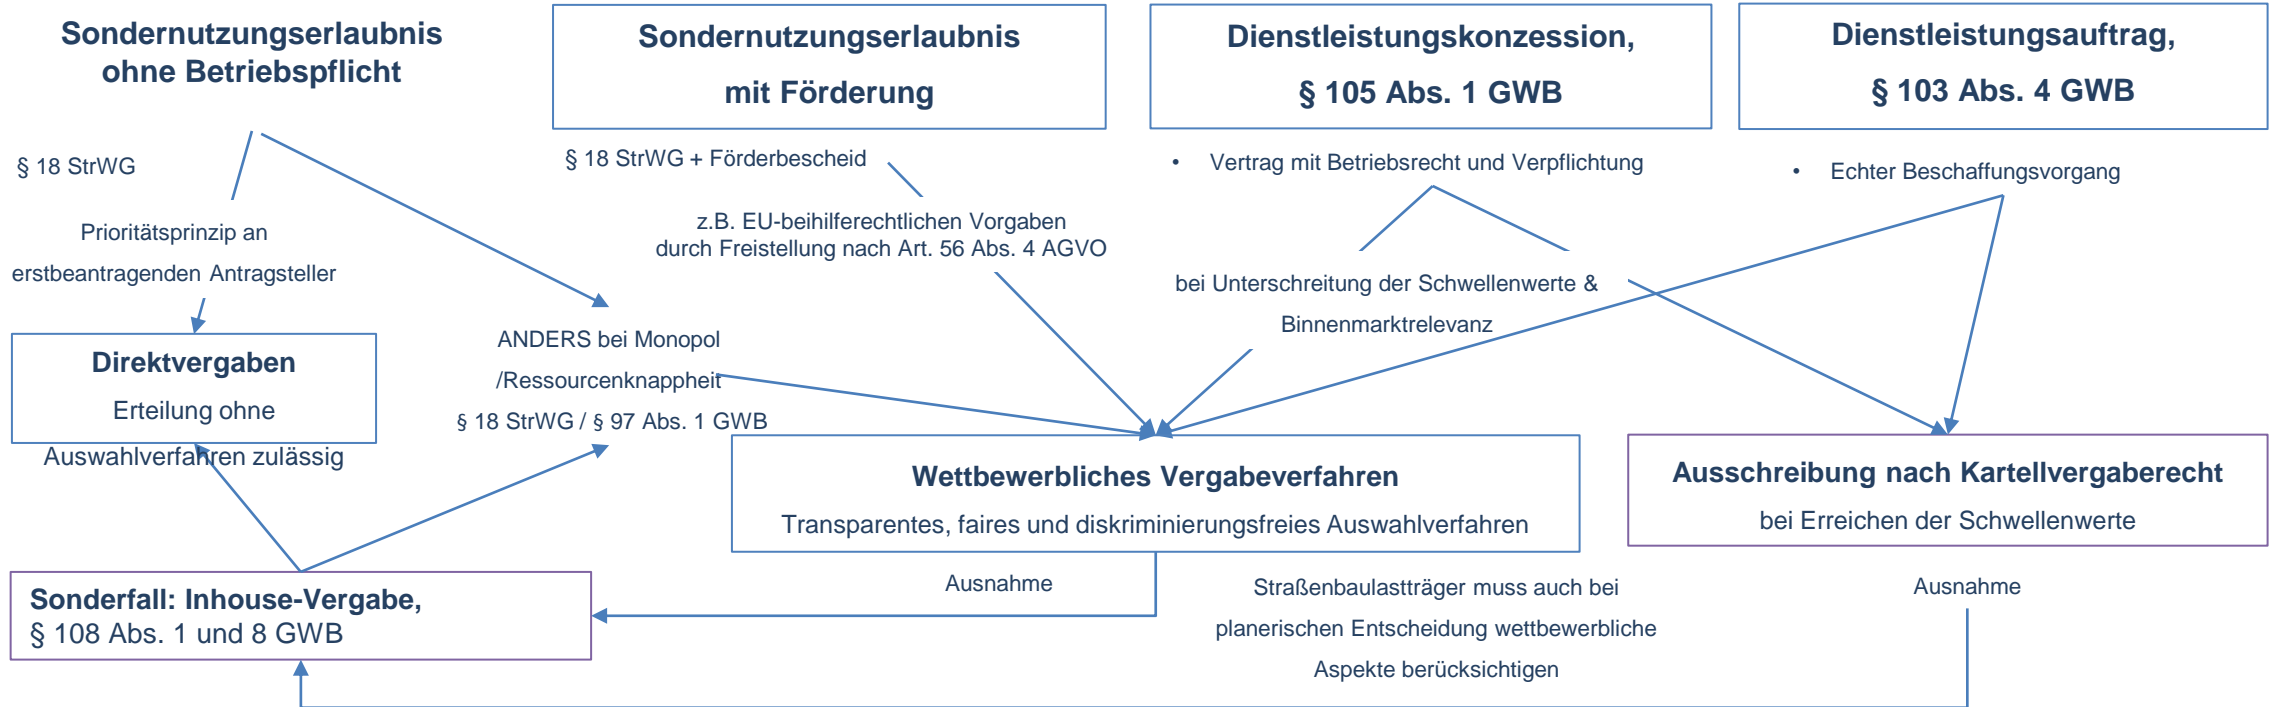 Sondernutzungserlaubnis
ohne Betriebspflicht
Sondernutzungserlaubnis
mit Förderung
Dienstleistungskonzession,
§ 105 Abs. 1 GWB
Dienstleistungsauftrag,
§ 103 Abs. 4 GWB
§ 18 StrWG
§ 18 StrWG + Förderbescheid
• Vertrag mit Betriebsrecht und Verpflichtung
• Echter Beschaffungsvorgang
Prioritätsprinzip an
erstbeantragenden Antragsteller
z.B. EU-beihilferechtlichen Vorgaben
durch Freistellung nach Art. 56 Abs. 4 AGVO
bei Unterschreitung der Schwellenwerte &
Binnenmarktrelevanz
ANDERS bei Monopol
/Ressourcenknappheit
§ 18 StrWG / § 97 Abs. 1 GWB
Direktvergaben
Erteilung ohne
Auswahlverfahren zulässig
Wettbewerbliches Vergabeverfahren
Transparentes, faires und diskriminierungsfreies Auswahlverfahren
Ausschreibung nach Kartellvergaberecht
bei Erreichen der Schwellenwerte
Sonderfall: Inhouse-Vergabe,
§ 108 Abs. 1 und 8 GWB
Ausnahme
Straßenbaulastträger muss auch bei
planerischen Entscheidung wettbewerbliche
Aspekte berücksichtigen
Ausnahme